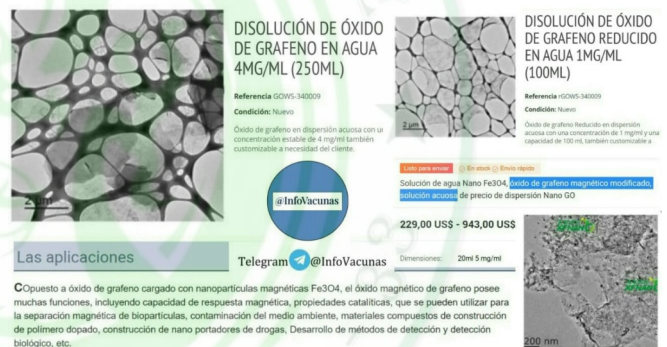 DISOLUCIÓN DE ÓXIDO
DE GRAFENO EN AGUA
4MG/ML (250ML)
Referencia GOWS-340009
Condición: Nuevo
Óxido de grafeno en dispersión acuosa con u
concentración estable de 4 mg/ml también
customizable a necesidad del cliente.
2 µm
DISOLUCIÓN DE ÓXIDO
DE GRAFENO REDUCIDO
EN AGUA 1MG/ML
(100ML)
Referencia rGOWS-340009
Condición: Nuevo
Óxido de grafeno Reducido en dispersión
acuosa con una concentración de 1 mg/ml y una
capacidad de 100 ml, también customizable a
2 µm
@InfoVacunas
Telegram @InfoVacunas
Listo para enviar En stock Envío rápido
Solución de agua Nano Fe3O4, óxido de grafeno magnético modificado,
solución acuosa de precio de dispersión Nano GO
229,00 US$ - 943,00 US$
Dimensiones: 20ml 5 mg/ml
Las aplicaciones
COpuesto a óxido de grafeno cargado con nanopartículas magnéticas Fe3O4, el óxido magnético de grafeno posee
muchas funciones, incluyendo capacidad de respuesta magnética, propiedades catalíticas, que se pueden utilizar para
la separación magnética de biopartículas, contaminación del medio ambiente, materiales compuestos de construcción
de polímero dopado, construcción de nano portadores de drogas, Desarrollo de métodos de detección y detección
biológico, etc.
200 nm